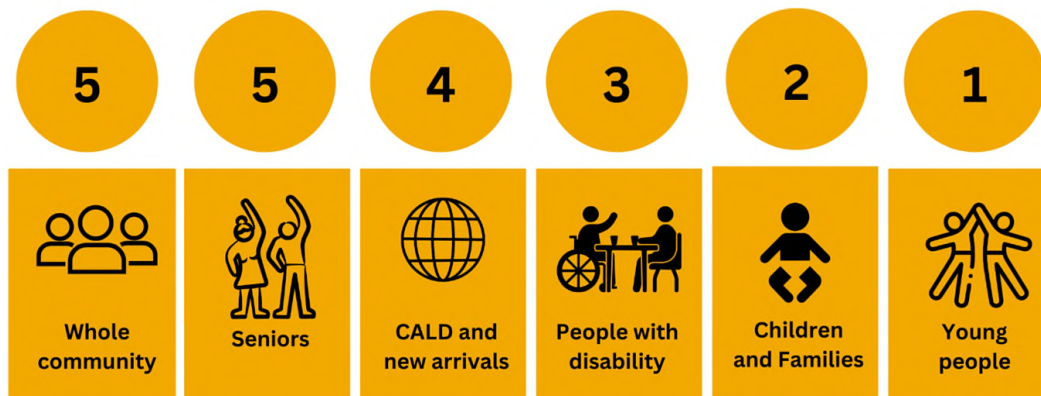 5
5
4
3
2
1
Whole
community
Seniors
CALD and
new arrivals
People with
disability
Children
and Families
Young
people